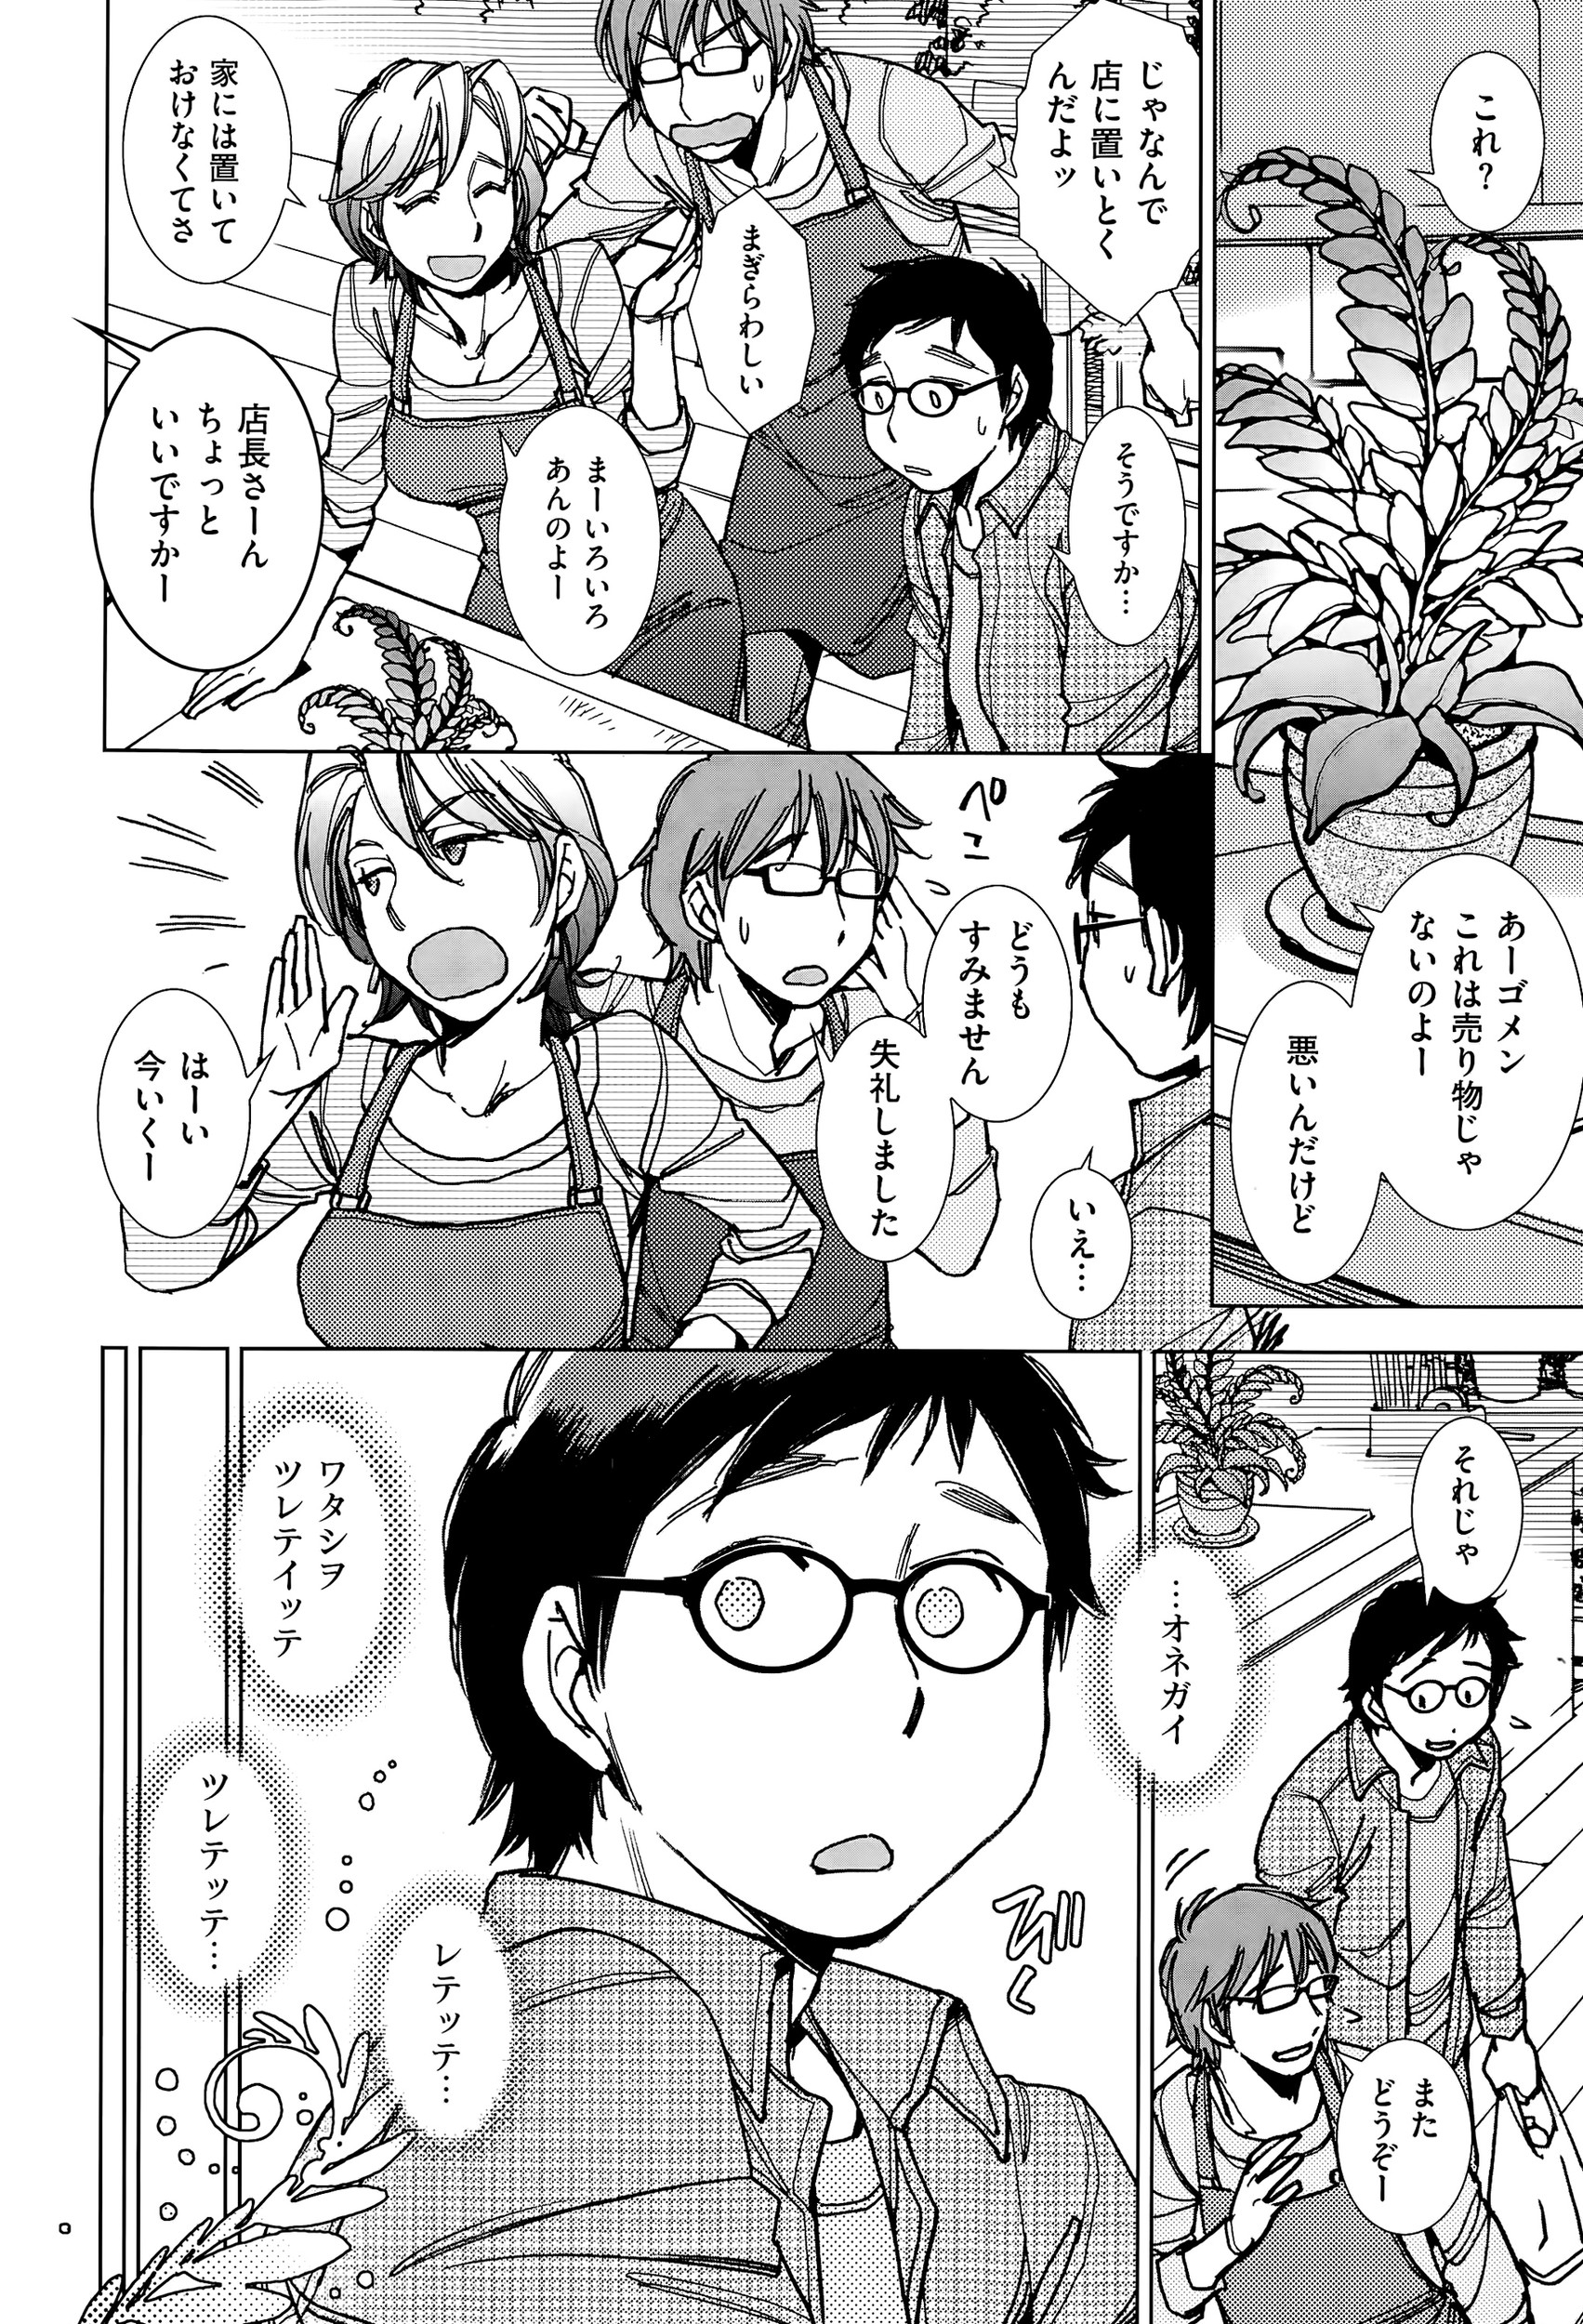 これ?
あーゴメン
これは売り物じゃ
ないのよー
悪いんだけど
じゃなんで
店に置いとく
んだよッ
まぎらわしい
家には置いて
おけなくてさ
そうですか…
まーいろいろ
あんのよー
店長さーん
ちょっと
いいですかー
ペこ
どうも
すみません
失礼しました
いえ…
はーい
今いくー
それじゃ
また
どうぞー
…オネガイ
ワタシヲ
ツレテイッテ
ツレテッテ…
レテッテ…